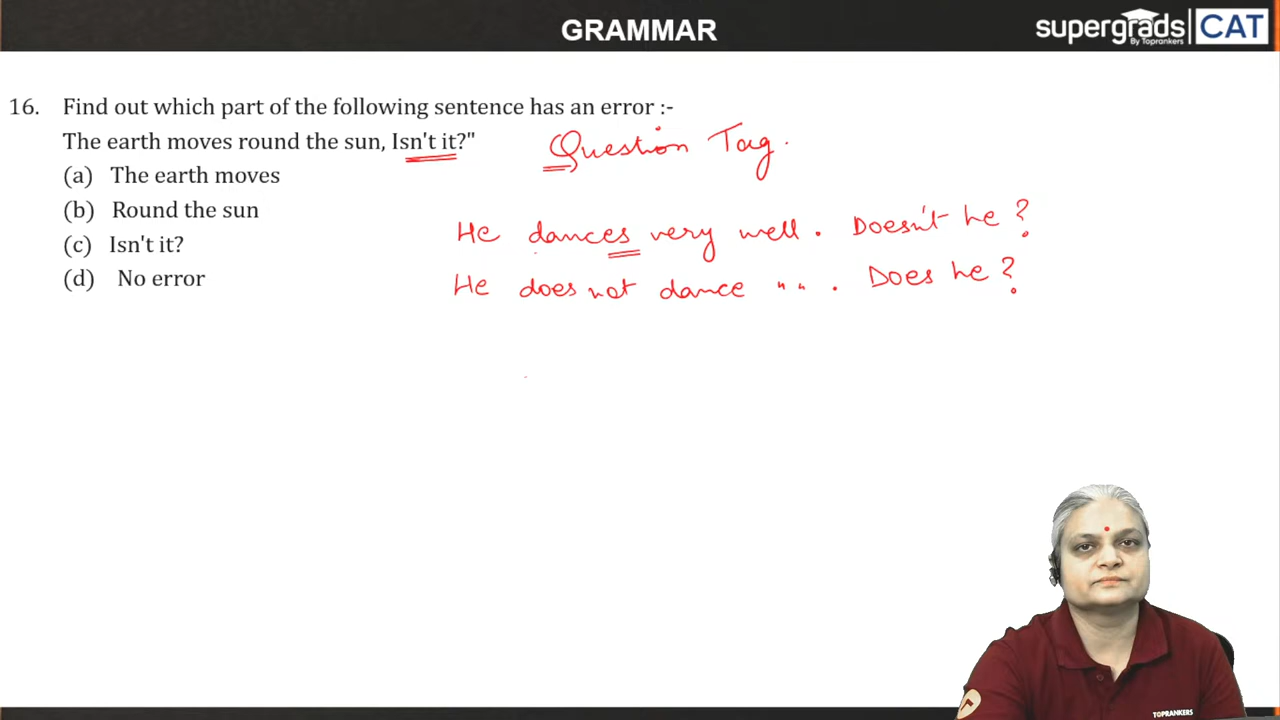 GRAMMAR
supergrads CAT
By Toprankers
16. Find out which part of the following sentence has an error :-
The earth moves round the sun, Isn't it?"
Question Tag.
(a) The earth moves
(b) Round the sun
(c) Isn't it?
(d) No error
He dances very well. Doesn't he?
He does not dance " ". Does he?
TOPRANKERS